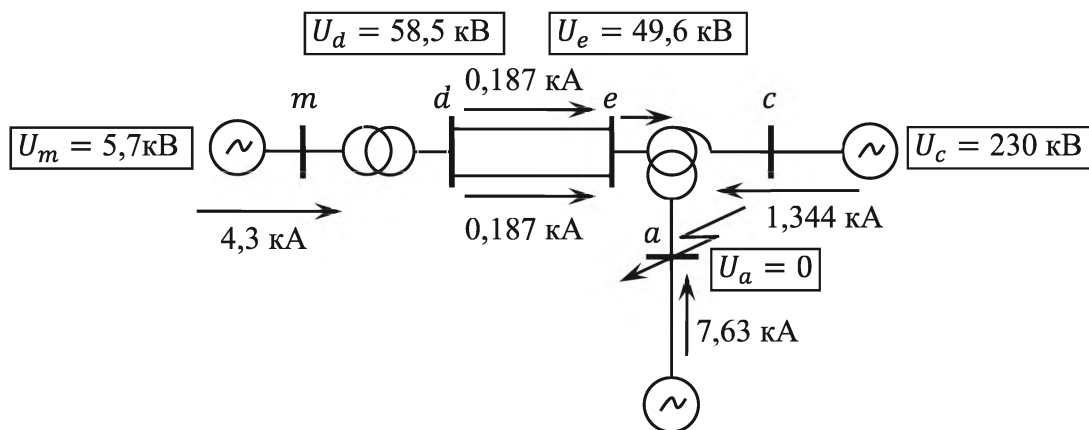 U_d = 58,5 кВ
U_e = 49,6 кВ
0,187 кА
m
d
e
c
U_m = 5,7кВ
U_c = 230 кВ
4,3 кА
0,187 кА
1,344 кА
a
U_a = 0
7,63 кА